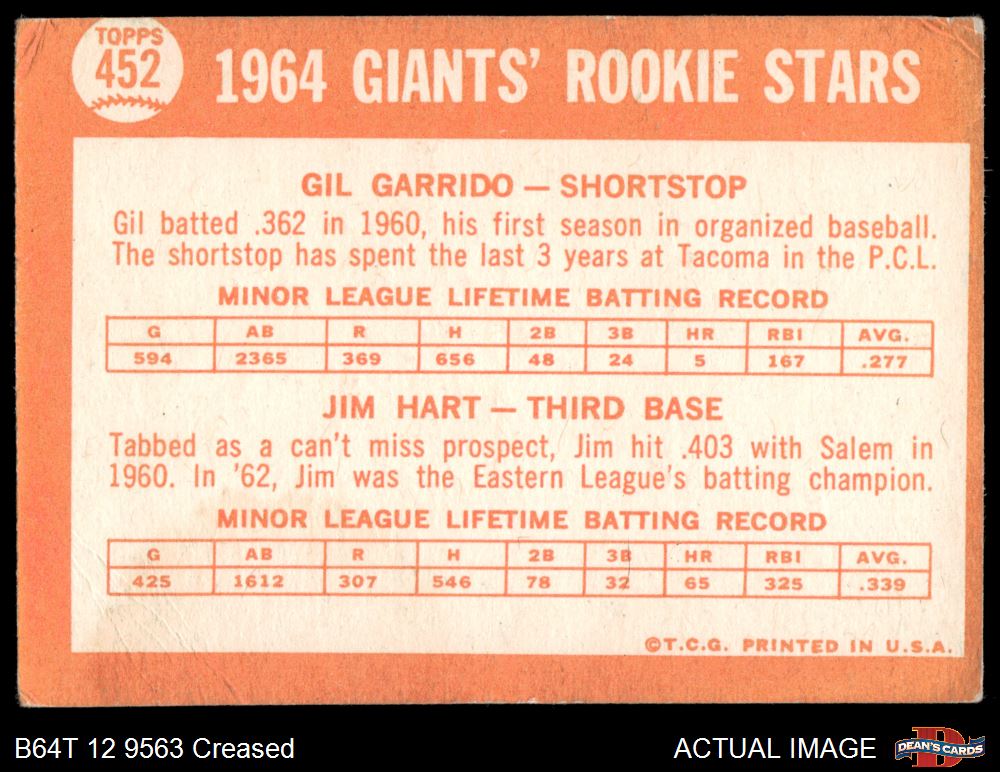 TOPPS
452
1964 GIANTS' ROOKIE STARS
GIL GARRIDO — SHORTSTOP
Gil batted .362 in 1960, his first season in organized baseball.
The shortstop has spent the last 3 years at Tacoma in the P.C.L.
MINOR LEAGUE LIFETIME BATTING RECORD
G AB R H 2B 3B HR RBI AVG.
594 2365 369 656 48 24 5 167 .277
JIM HART — THIRD BASE
Tabbed as a can't miss prospect, Jim hit .403 with Salem in
1960. In '62, Jim was the Eastern League's batting champion.
MINOR LEAGUE LIFETIME BATTING RECORD
G AB R H 2B 3B HR RBI AVG.
425 1612 307 546 78 32 65 325 .339
©T.C.G. PRINTED IN U.S.A.
B64T 12 9563 Creased
ACTUAL IMAGE
DEAN'S CARDS